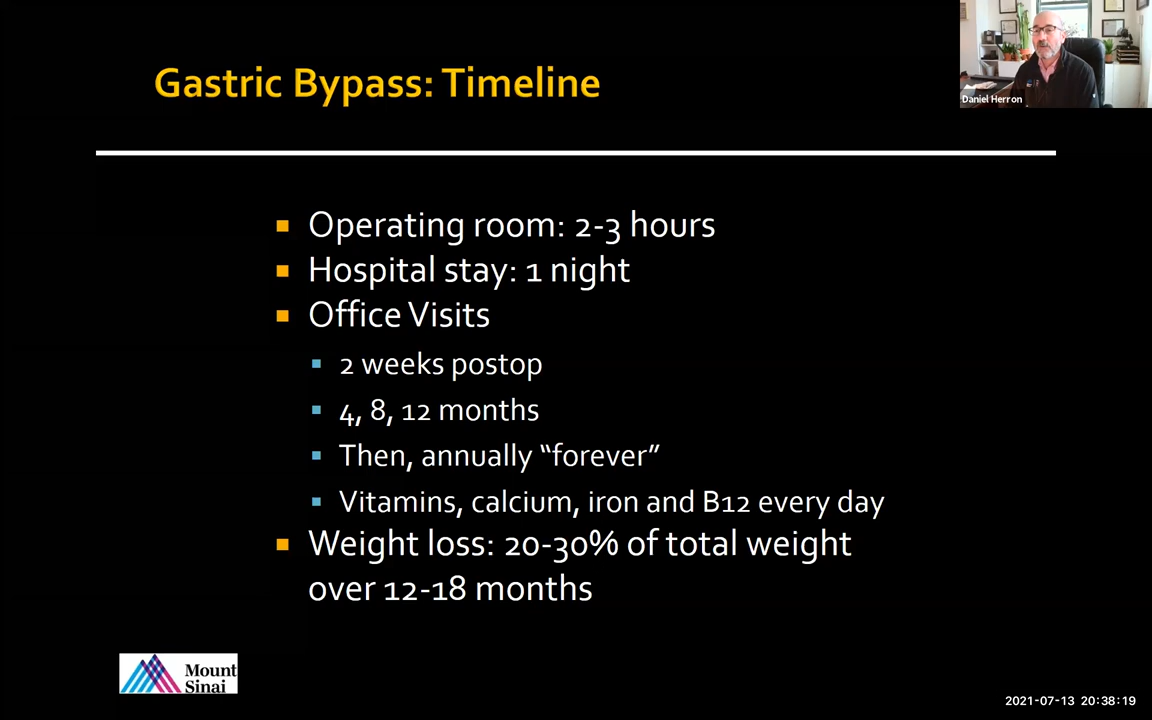 Gastric Bypass: Timeline
Daniel Herron
Operating room: 2-3 hours
Hospital stay: 1 night
Office Visits
2 weeks postop
4, 8, 12 months
Then, annually “forever”
Vitamins, calcium, iron and B12 every day
Weight loss: 20-30% of total weight
over 12-18 months
Mount
Sinai
2021-07-13 20:38:19